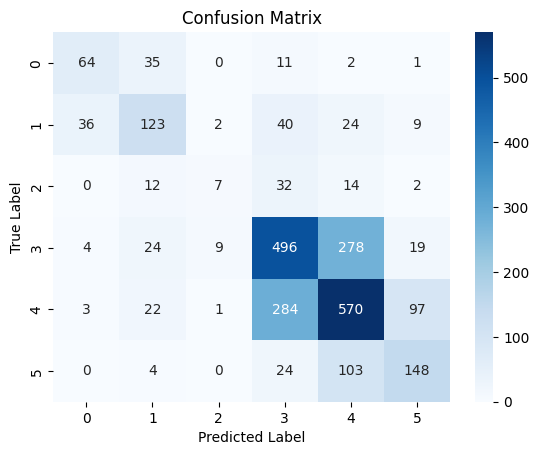 Confusion Matrix
0 64 35 0 11 2 1
1 36 123 2 40 24 9
2 0 12 7 32 14 2
3 4 24 9 496 278 19
4 3 22 1 284 570 97
5 0 4 0 24 103 148
0 1 2 3 4 5
True Label
Predicted Label
500
400
300
200
100
0